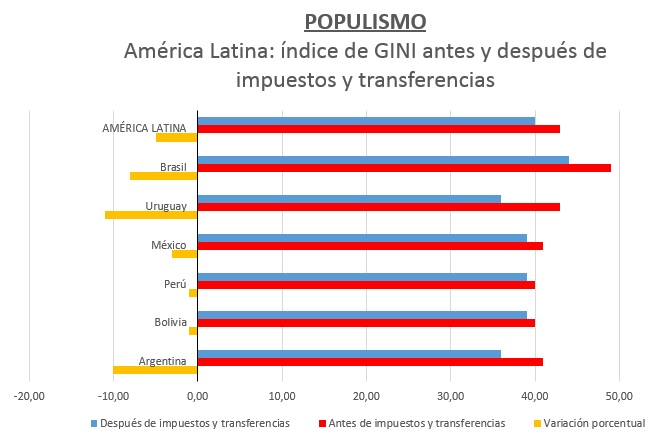 POPULISMO
América Latina: índice de GINI antes y después de
impuestos y transferencias
AMÉRICA LATINA
Brasil
Uruguay
México
Perú
Bolivia
Argentina
-20,00 -10,00 0,00 10,00 20,00 30,00 40,00 50,00
Después de impuestos y transferencias Antes de impuestos y transferencias Variación porcentual